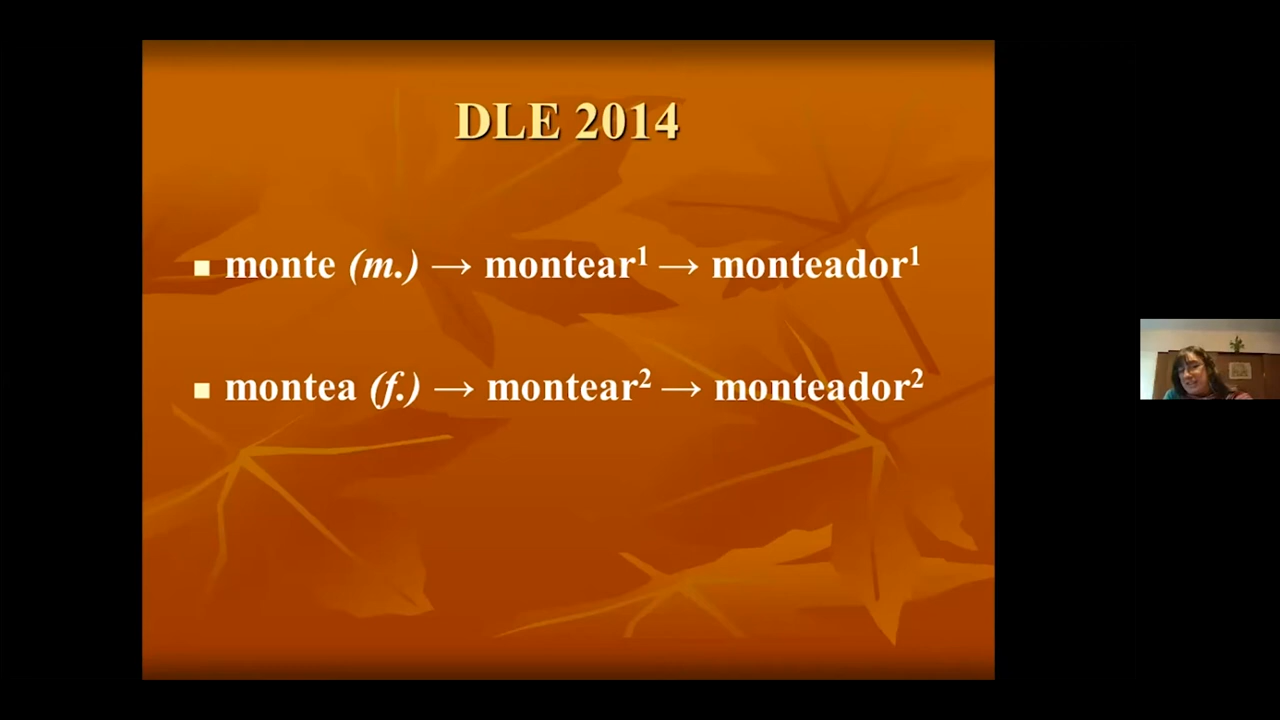 DLE 2014
monte (m.) → montear¹ → monteador¹
montea (f.) → montear² → monteador²